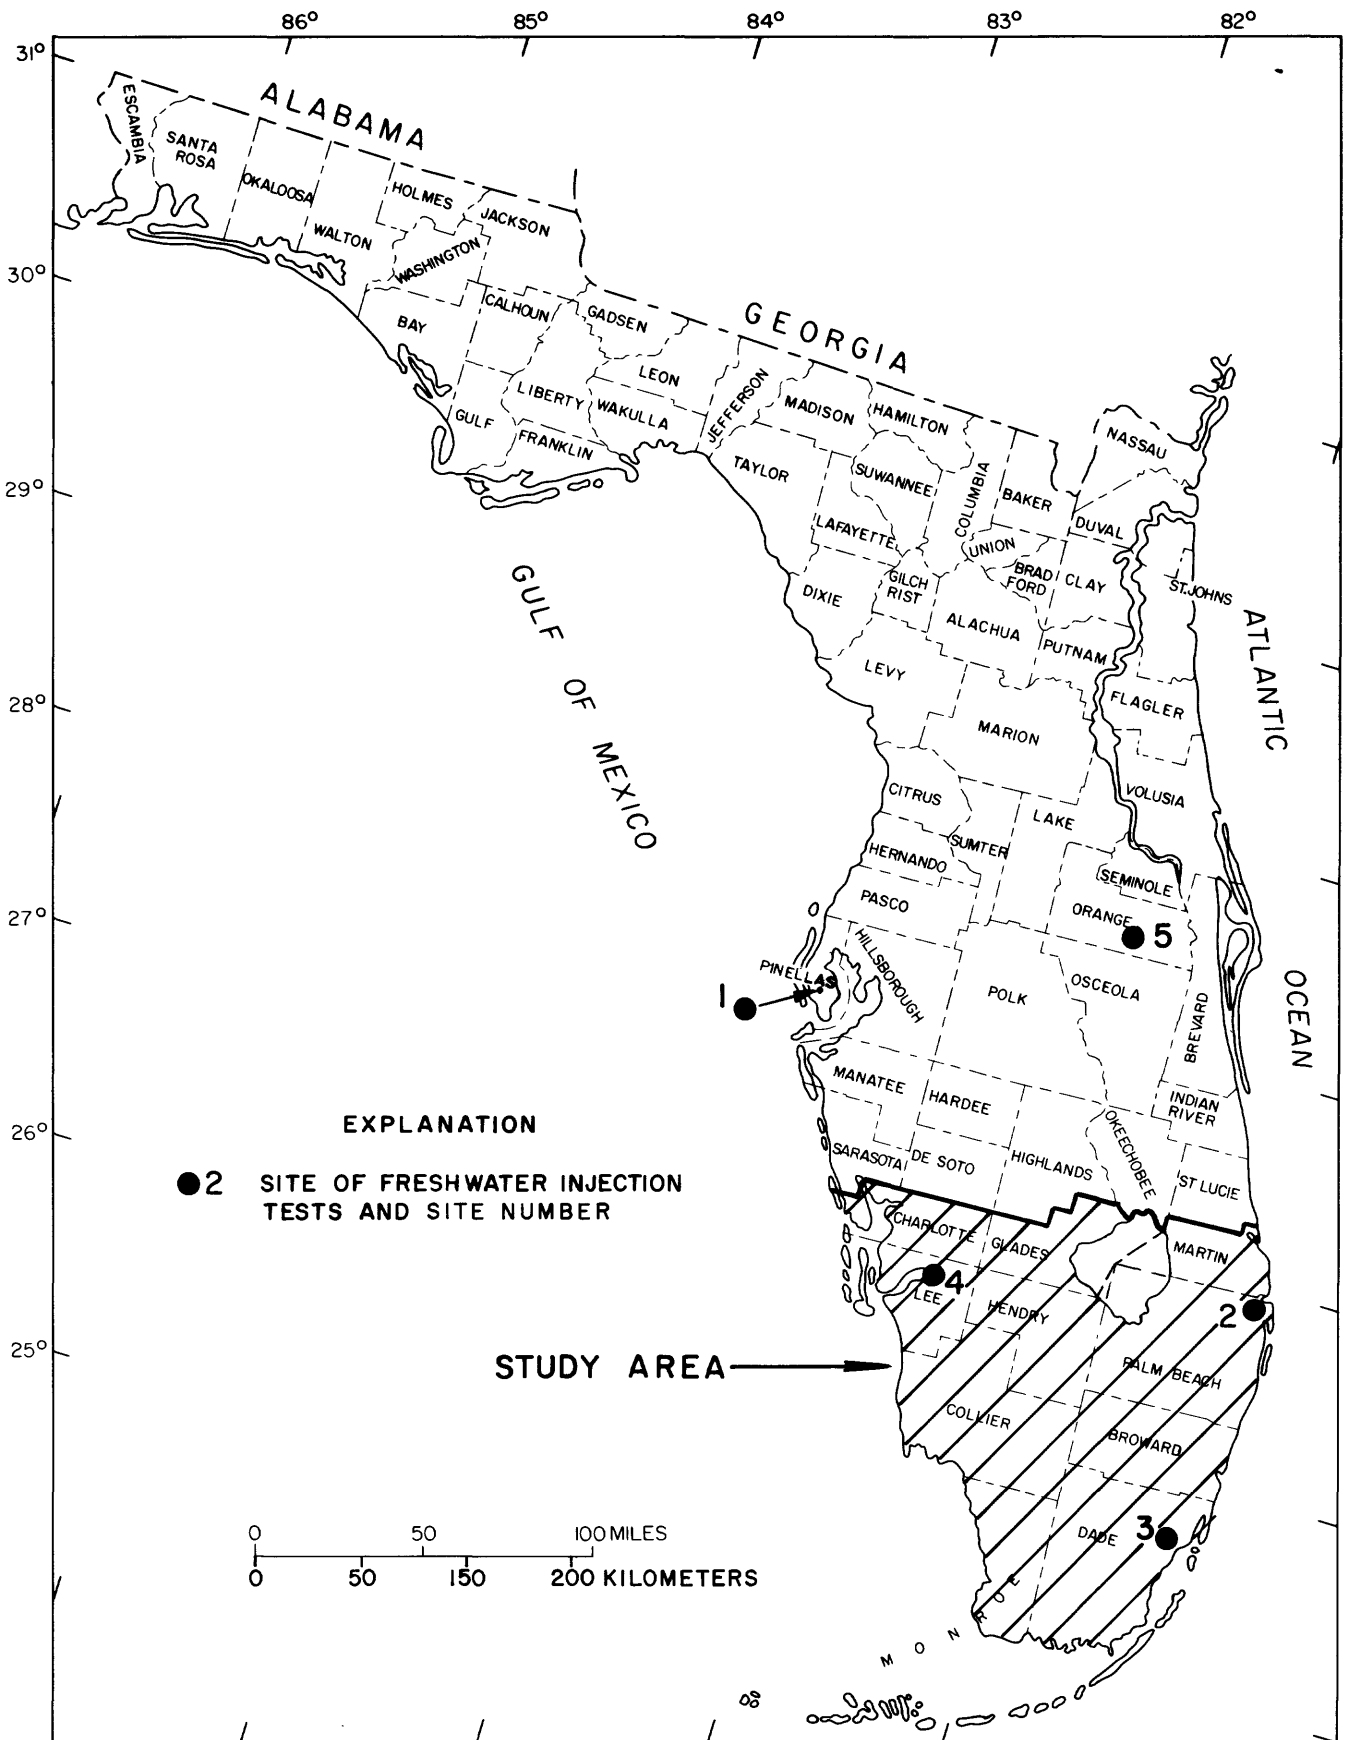 86° 85° 84° 83° 82°
31°
30°
29°
28°
27°
26°
25°
ALABAMA
GEORGIA
ESCAMBIA
SANTA
ROSA
OKALOOSA
WALTON
HOLMES
JACKSON
WASHINGTON
BAY
CALHOUN
GADSEN
LEON
LIBERTY
WAKULLA
GULF
FRANKLIN
JEFFERSON
MADISON
HAMILTON
TAYLOR
SUWANNEE
COLUMBIA
BAKER
NASSAU
DUVAL
LAFAYETTE
UNION
BRAD
FORD
CLAY
ST. JOHNS
DIXIE
GILCH
RIST
ALACHUA
PUTNAM
LEVY
FLAGLER
MARION
CITRUS
VOLUSIA
LAKE
SUMTER
HERNANDO
SEMINOLE
PASCO
ORANGE
5
HILLSBOROUGH
PINELLAS
1
POLK
OSCEOLA
BREVARD
MANATEE
HARDEE
INDIAN
RIVER
OKEECHOBEE
SARASOTA
DE SOTO
HIGHLANDS
ST LUCIE
CHARLOTTE
GLADES
MARTIN
4
LEE
HENDRY
2
PALM BEACH
COLLIER
BROWARD
DADE
3
MONROE
GULF OF MEXICO
ATLANTIC
OCEAN
EXPLANATION
2 SITE OF FRESHWATER INJECTION
TESTS AND SITE NUMBER
STUDY AREA
0 50 100 MILES
0 50 150 200 KILOMETERS